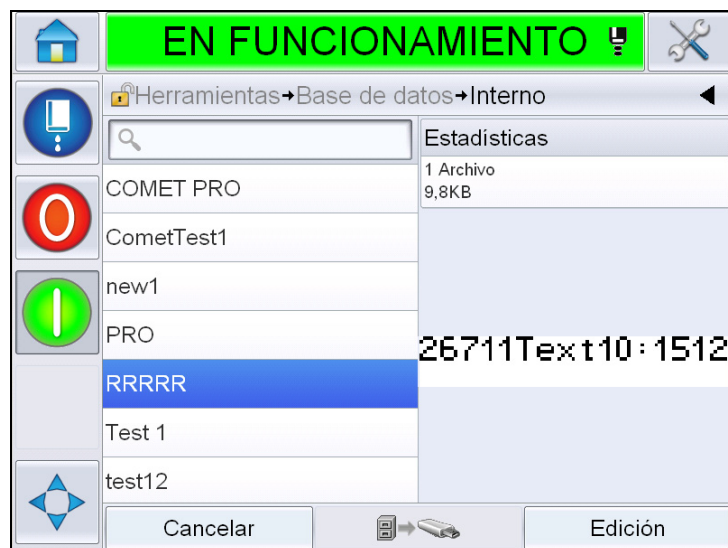 EN FUNCIONAMIENTO
Herramientas→Base de datos→Interno
Estadísticas
1 Archivo
9,8KB
COMET PRO
CometTest1
new1
PRO
RRRRR
Test 1
test12
26711Text10:1512
Cancelar
Edición